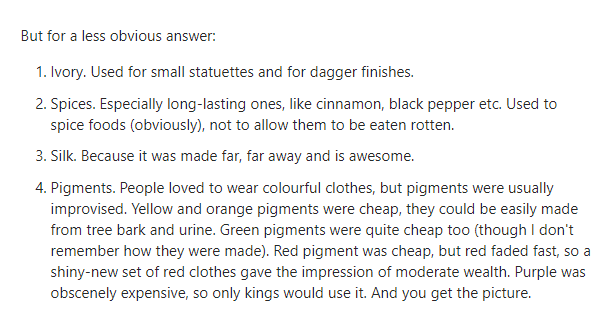 But for a less obvious answer:
1. Ivory. Used for small statuettes and for dagger finishes.
2. Spices. Especially long-lasting ones, like cinnamon, black pepper etc. Used to
spice foods (obviously), not to allow them to be eaten rotten.
3. Silk. Because it was made far, far away and is awesome.
4. Pigments. People loved to wear colourful clothes, but pigments were usually
improvised. Yellow and orange pigments were cheap, they could be easily made
from tree bark and urine. Green pigments were quite cheap too (though I don't
remember how they were made). Red pigment was cheap, but red faded fast, so a
shiny-new set of red clothes gave the impression of moderate wealth. Purple was
obscenely expensive, so only kings would use it. And you get the picture.